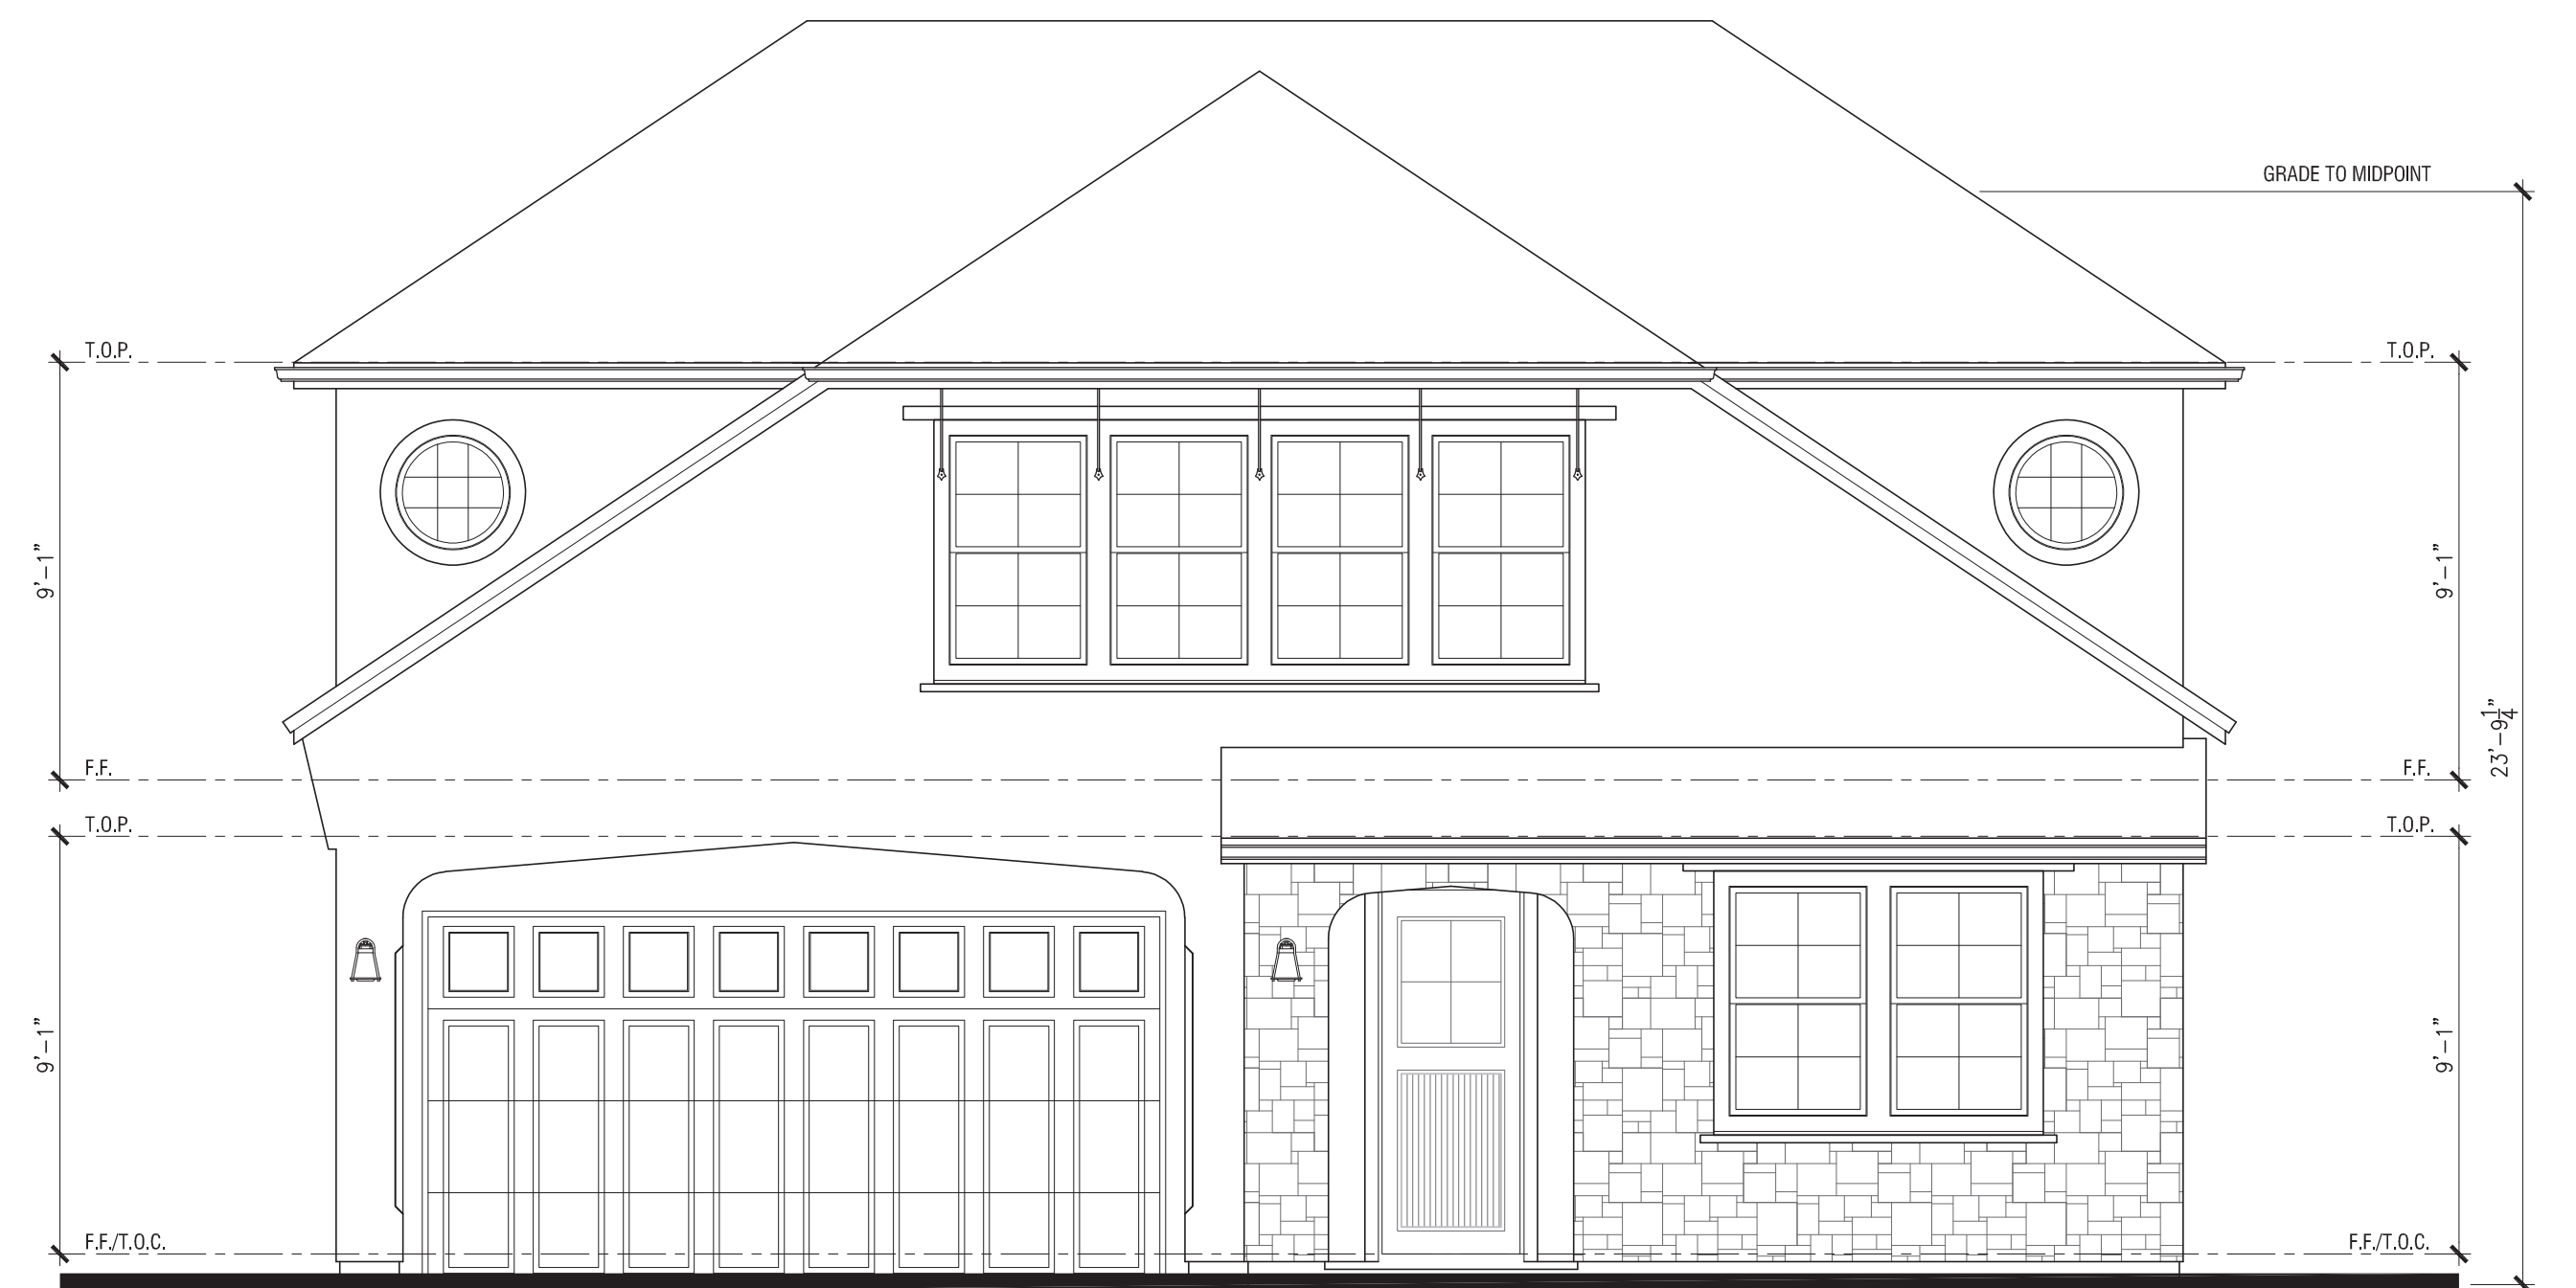 GRADE TO MIDPOINT
T.O.P. T.O.P.
9'-1" 9'-1"
23'-9 1/4"
F.F. F.F.
T.O.P. T.O.P.
9'-1" 9'-1"
F.F./T.O.C. F.F./T.O.C.